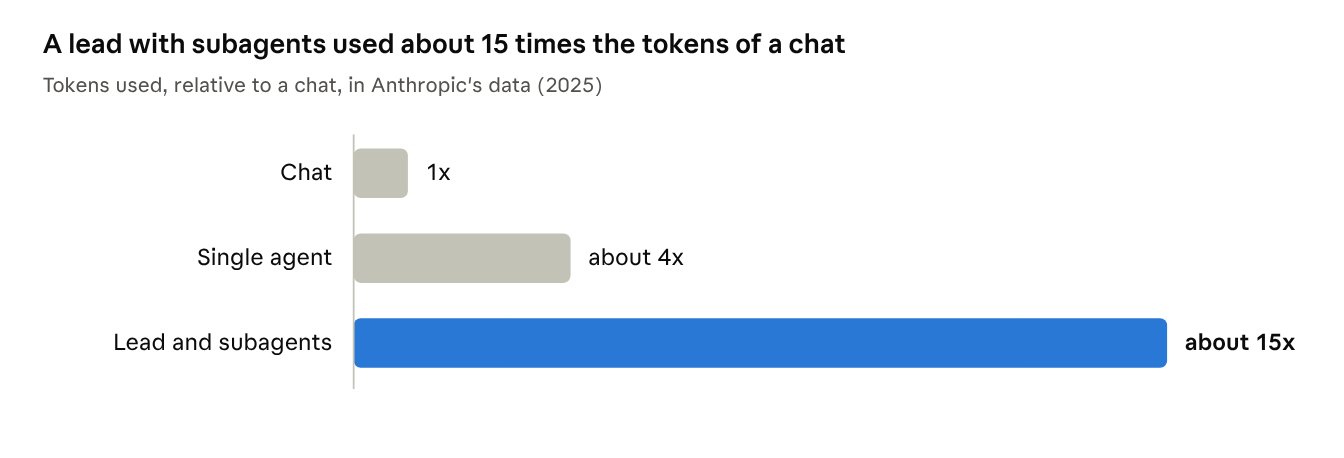 A lead with subagents used about 15 times the tokens of a chat
Tokens used, relative to a chat, in Anthropic's data (2025)
Chat 1x
Single agent about 4x
Lead and subagents about 15x